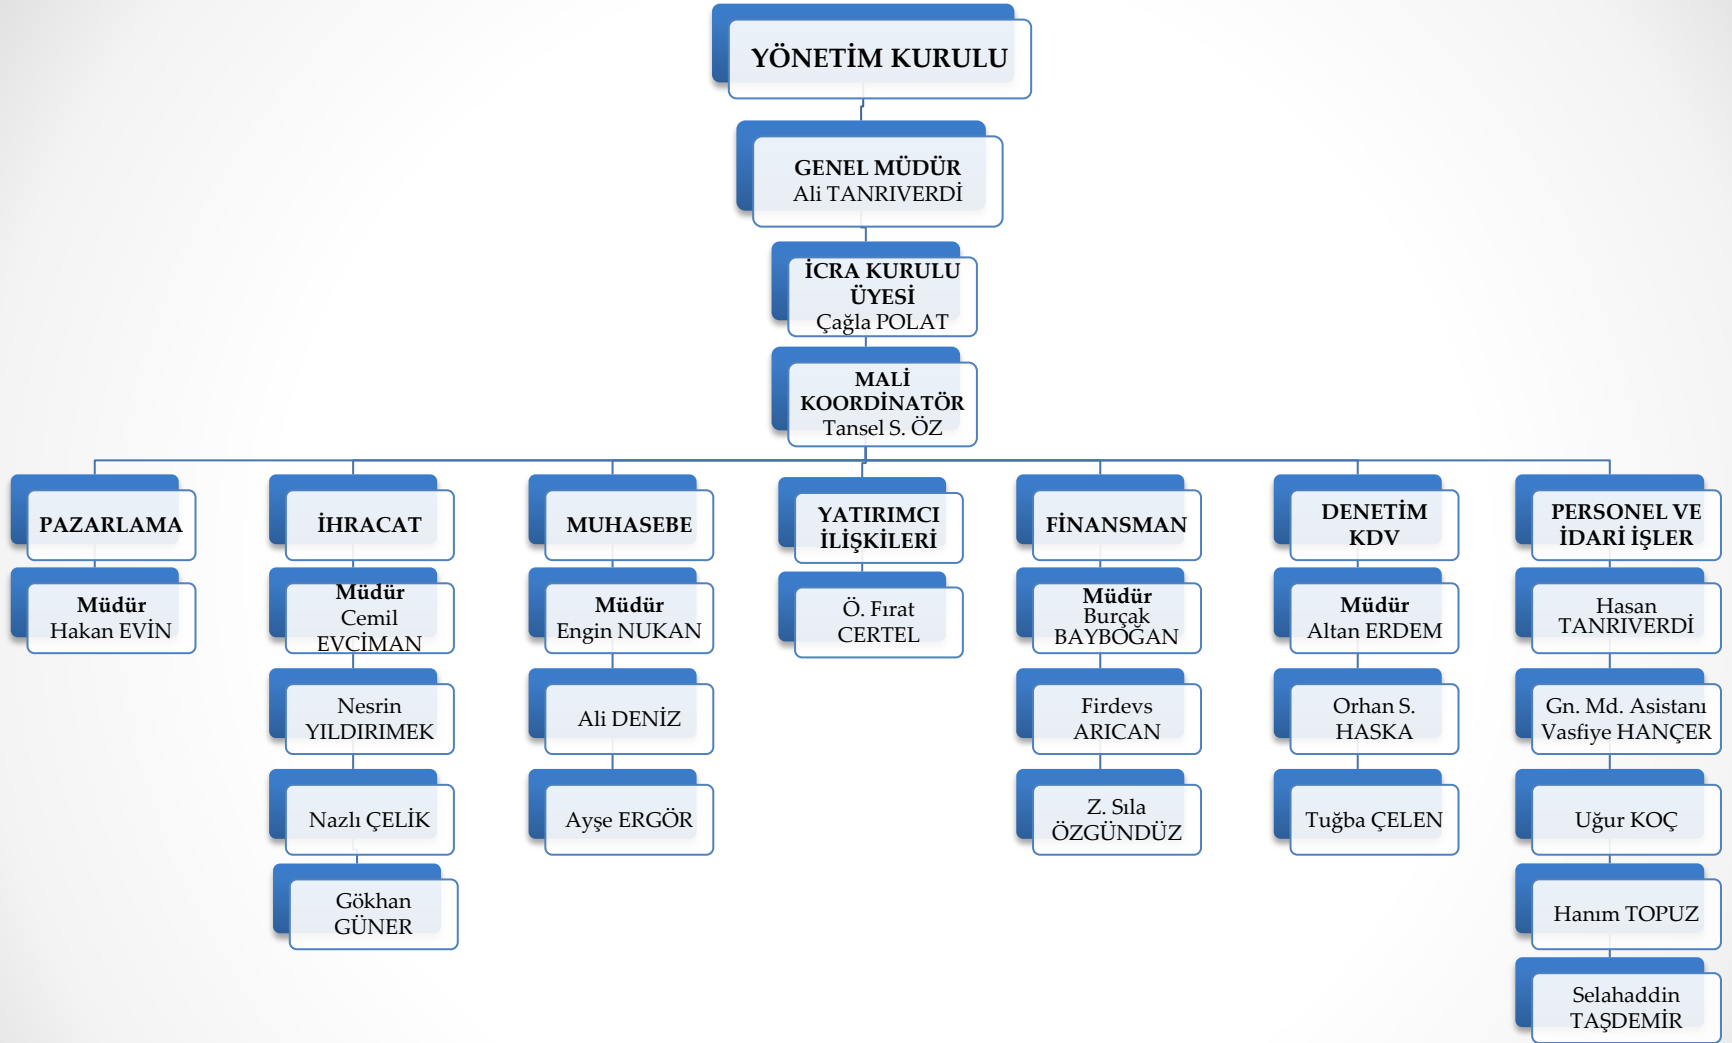 YÖNETİM KURULU
GENEL MÜDÜR
Ali TANRIVERDİ
İCRA KURULU
ÜYESİ
Çağla POLAT
MALİ
KOORDİNATÖR
Tansel S. ÖZ
PAZARLAMA
Müdür
Hakan EVİN
İHRACAT
Müdür
Cemil
EVCİMAN
Nesrin
YILDIRIMEK
Nazlı ÇELİK
Gökhan
GÜNER
MUHASEBE
Müdür
Engin NUKAN
Ali DENİZ
Ayşe ERGÖR
YATIRIMCI
İLİŞKİLERİ
Ö. Fırat
CERTEL
FİNANSMAN
Müdür
Burçak
BAYBOĞAN
Firdevs
ARICAN
Z. Sıla
ÖZGÜNDÜZ
DENETİM
KDV
Müdür
Altan ERDEM
Orhan S.
HASKA
Tuğba ÇELEN
PERSONEL VE
İDARİ İŞLER
Hasan
TANRIVERDİ
Gn. Md. Asistanı
Vasfiye HANÇER
Uğur KOÇ
Hanım TOPUZ
Selahaddin
TAŞDEMİR